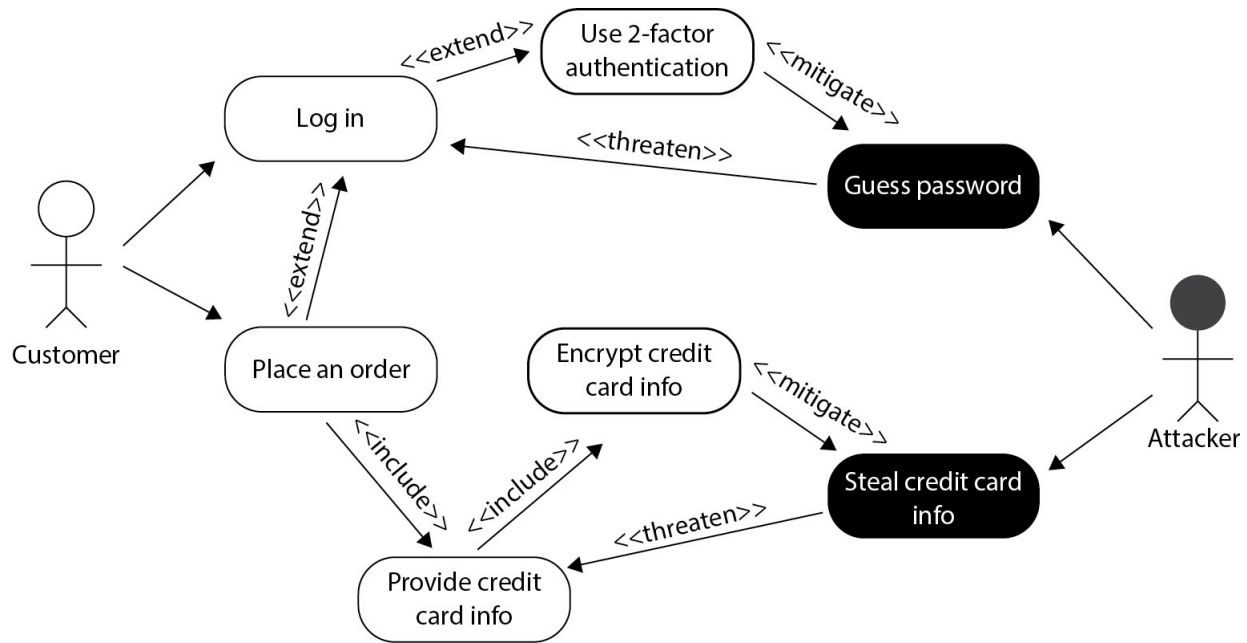 <<extend>>
Use 2-factor
authentication
<<mitigate>>
Log in
<<threaten>>
Guess password
<<extend>>
Customer
Place an order
Encrypt credit
card info
<<mitigate>>
Attacker
<<include>>
<<include>>
Steal credit card
info
<<threaten>>
Provide credit
card info